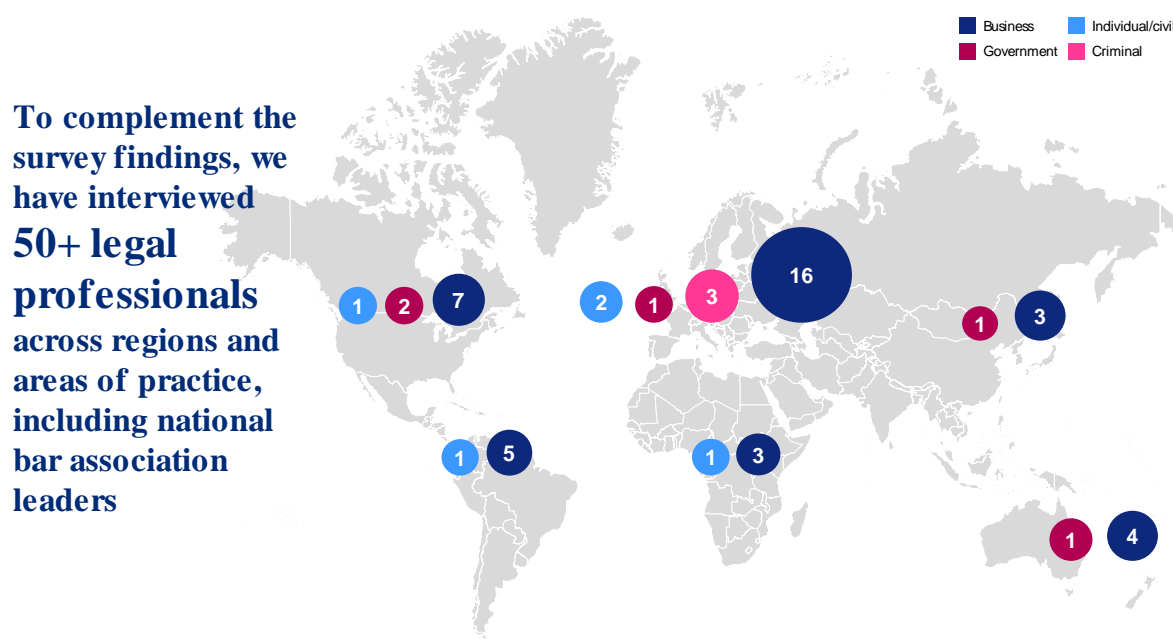 Business
Individual/civil
Government
Criminal
To complement the
survey findings, we
have interviewed
50+ legal
professionals
across regions and
areas of practice,
including national
bar association
leaders
16
1
2
7
2
1
3
1
3
1
5
1
3
1
4